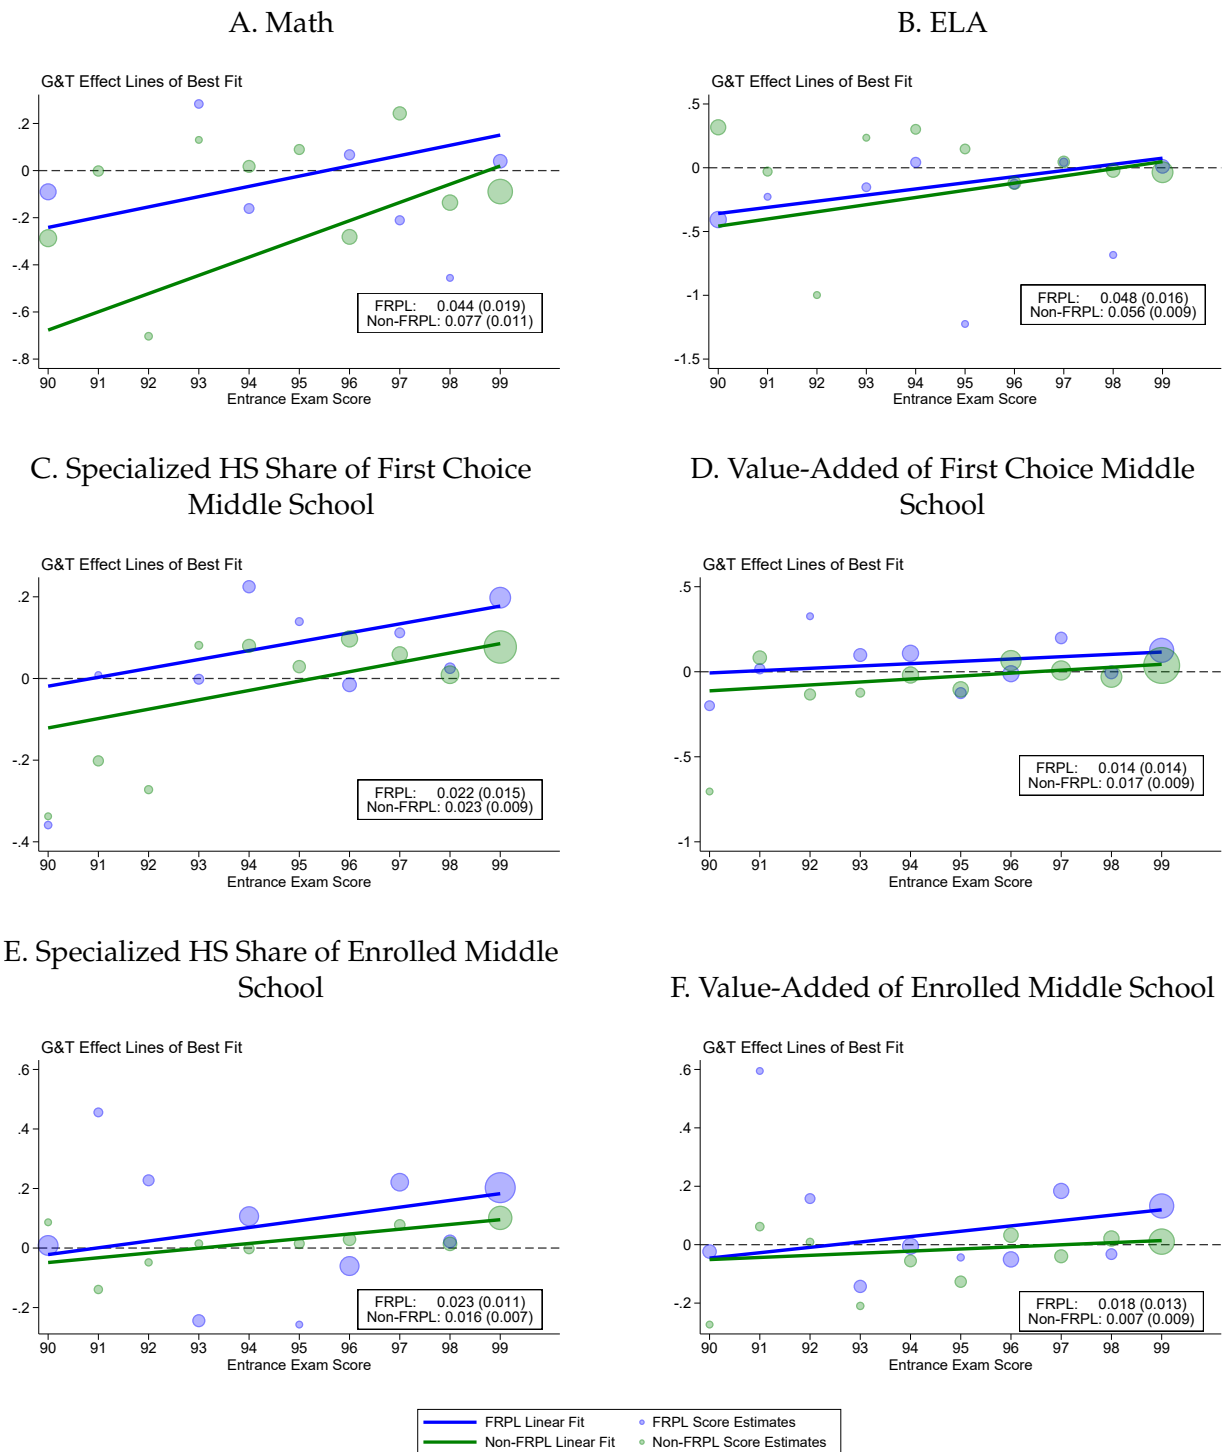 A. Math
G&T Effect Lines of Best Fit
.2
0
-.2
-.4
-.6
-.8
FRPL: 0.044 (0.019)
Non-FRPL: 0.077 (0.011)
90 91 92 93 94 95 96 97 98 99
Entrance Exam Score
B. ELA
G&T Effect Lines of Best Fit
.5
0
-.5
-1
-1.5
FRPL: 0.048 (0.016)
Non-FRPL: 0.056 (0.009)
90 91 92 93 94 95 96 97 98 99
Entrance Exam Score
C. Specialized HS Share of First Choice
Middle School
G&T Effect Lines of Best Fit
.2
0
-.2
-.4
FRPL: 0.022 (0.015)
Non-FRPL: 0.023 (0.009)
90 91 92 93 94 95 96 97 98 99
Entrance Exam Score
D. Value-Added of First Choice Middle
School
G&T Effect Lines of Best Fit
.5
0
-.5
-1
FRPL: 0.014 (0.014)
Non-FRPL: 0.017 (0.009)
90 91 92 93 94 95 96 97 98 99
Entrance Exam Score
E. Specialized HS Share of Enrolled Middle
School
G&T Effect Lines of Best Fit
.6
.4
.2
0
-.2
FRPL: 0.023 (0.011)
Non-FRPL: 0.016 (0.007)
90 91 92 93 94 95 96 97 98 99
Entrance Exam Score
F. Value-Added of Enrolled Middle School
G&T Effect Lines of Best Fit
.6
.4
.2
0
-.2
FRPL: 0.018 (0.013)
Non-FRPL: 0.007 (0.009)
90 91 92 93 94 95 96 97 98 99
Entrance Exam Score
FRPL Linear Fit FRPL Score Estimates
Non-FRPL Linear Fit Non-FRPL Score Estimates